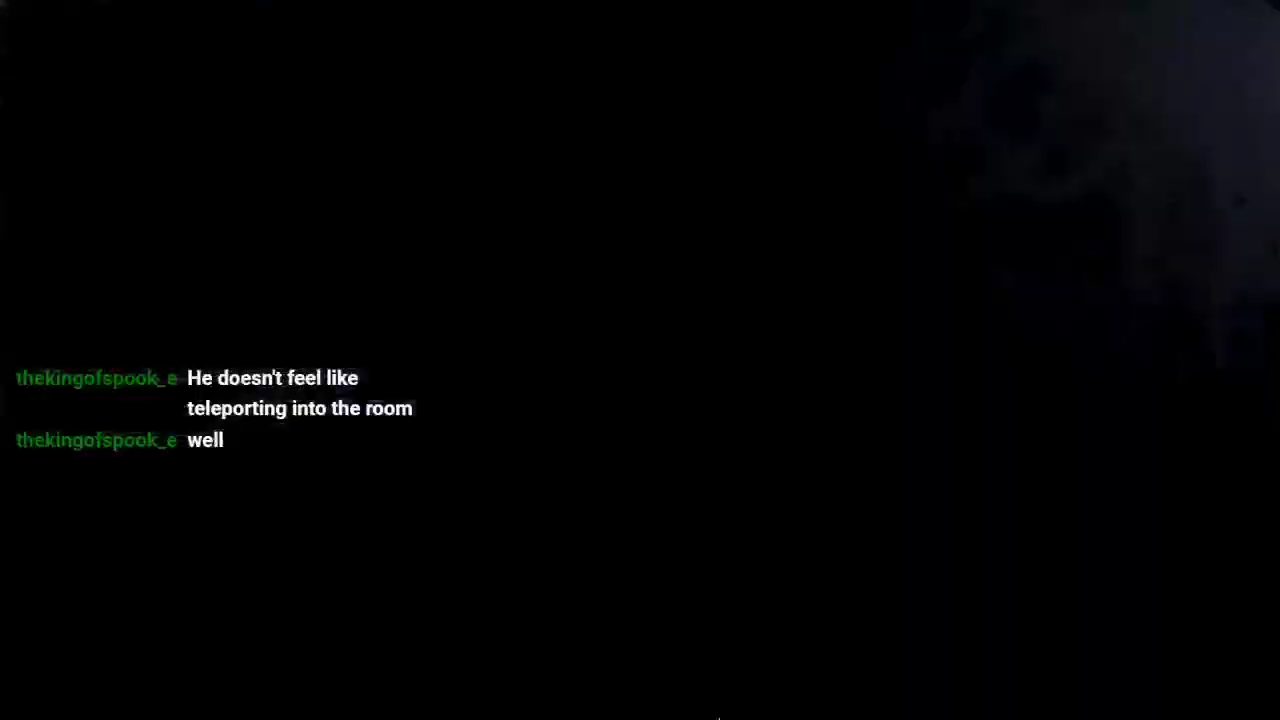 thekingofspook_e He doesn't feel like
teleporting into the room
thekingofspook_e well